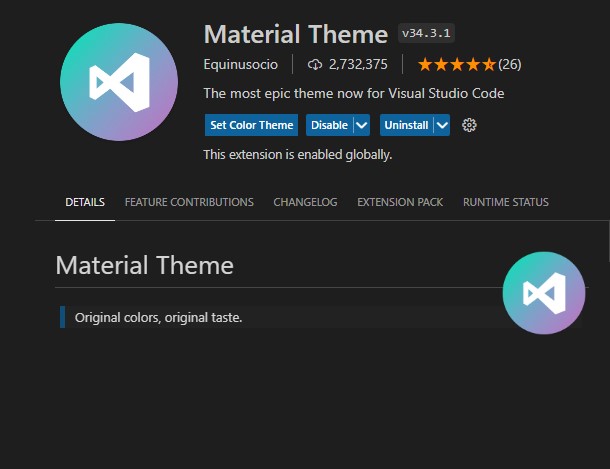 Material Theme v34.3.1
Equinusocio 2,732,375 (26)
The most epic theme now for Visual Studio Code
Set Color Theme Disable Uninstall
This extension is enabled globally.
DETAILS FEATURE CONTRIBUTIONS CHANGELOG EXTENSION PACK RUNTIME STATUS
Material Theme
Original colors, original taste.